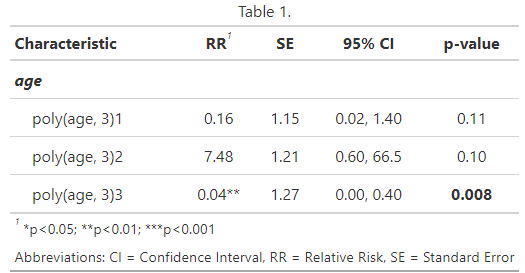 Table 1.
Characteristic RR¹ SE 95% CI p-value
age
poly(age, 3)1 0.16 1.15 0.02, 1.40 0.11
poly(age, 3)2 7.48 1.21 0.60, 66.5 0.10
poly(age, 3)3 0.04** 1.27 0.00, 0.40 0.008
¹ *p<0.05; **p<0.01; ***p<0.001
Abbreviations: CI = Confidence Interval, RR = Relative Risk, SE = Standard Error